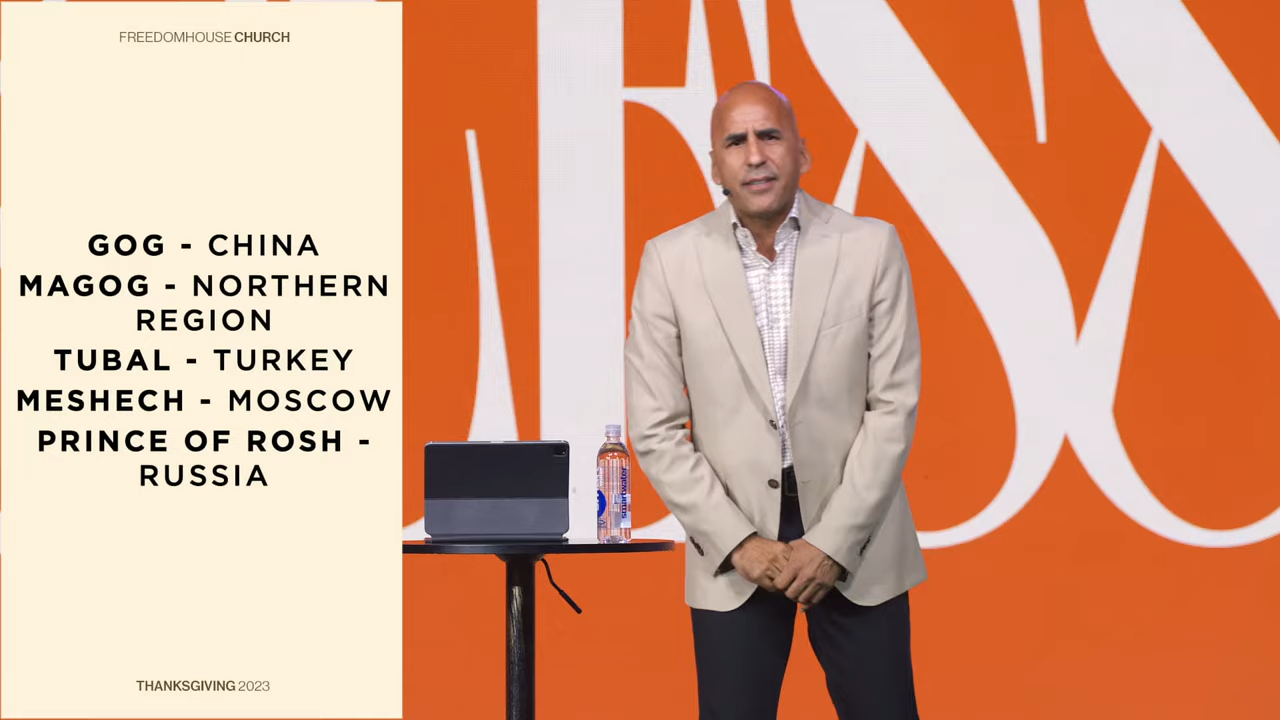 FREEDOMHOUSE CHURCH
GOG - CHINA
MAGOG - NORTHERN
REGION
TUBAL - TURKEY
MESHECH - MOSCOW
PRINCE OF ROSH -
RUSSIA
THANKSGIVING 2023
smartwater